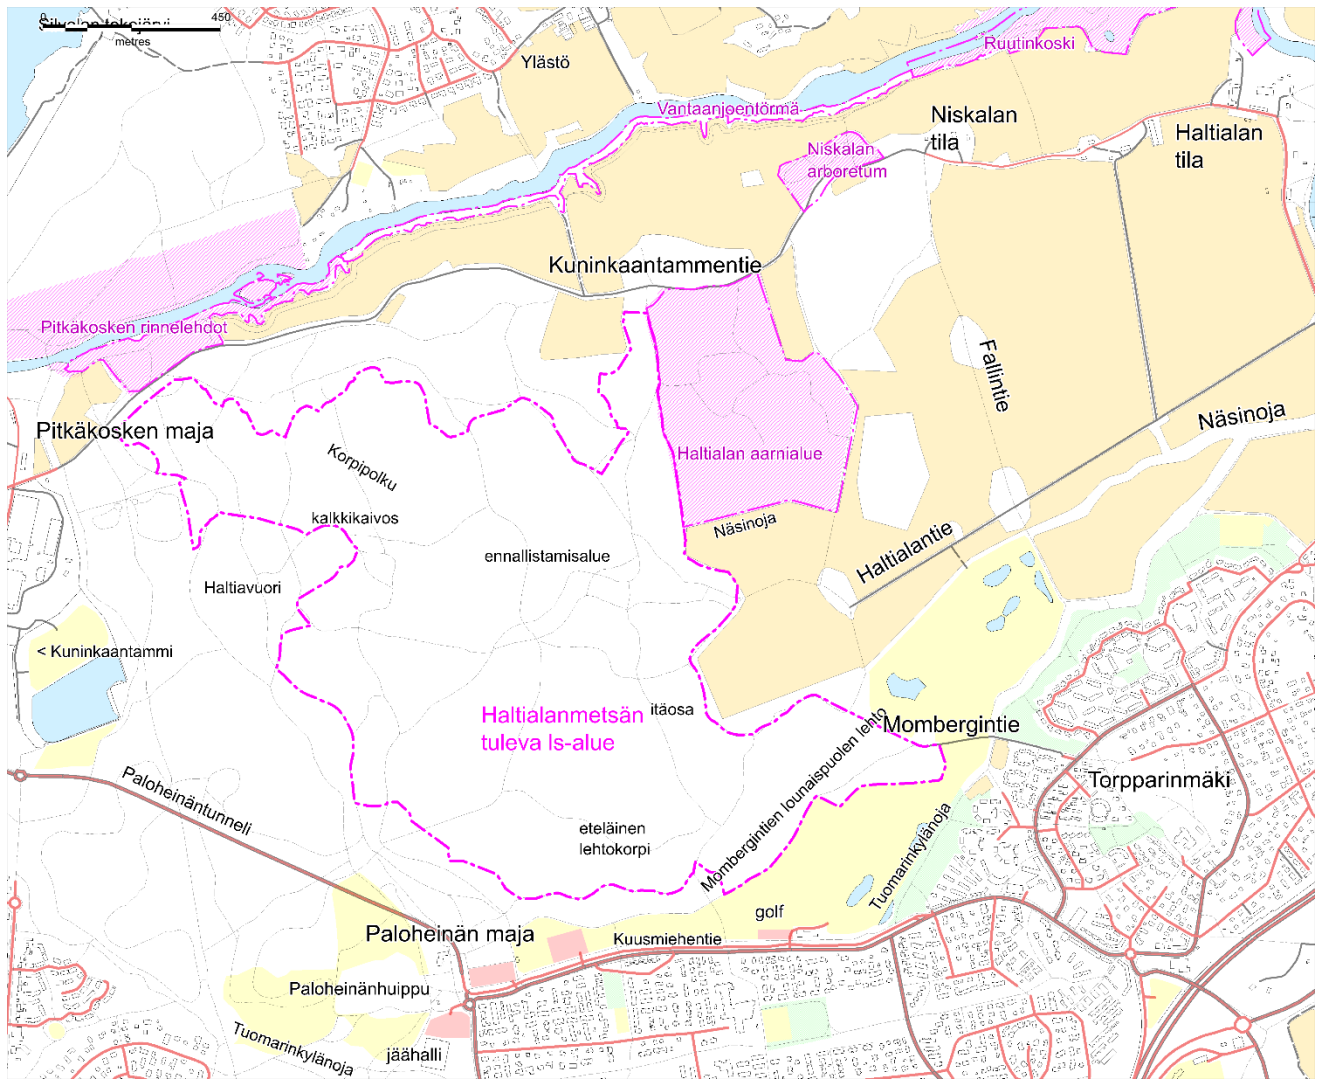 0
450
metres
Ylästö
Ruutinkoski
Vantaanjoentörmä
Niskalan
tila
Haltialan
tila
Niskalan
arboretum
Kuninkaantammentie
Pitkäkosken rinnelehdot
Fallintie
Näsinoja
Pitkäkosken maja
Korpipolku
Haltialan aarnialue
kalkkikaivos
Näsinoja
ennallistamisalue
Haltialantie
Haltiavuori
< Kuninkaantammi
Haltialanmetsän
tuleva ls-alue
itäosa
Mombergintie
Mombergintien lounaispuolen lehto
Torpparinmäki
Paloheinäntunneli
eteläinen
lehtokorpi
Tuomarinkylänoja
golf
Paloheinän maja
Kuusmiehentie
Paloheinänhuippu
Tuomarinkylänoja
jäähalli